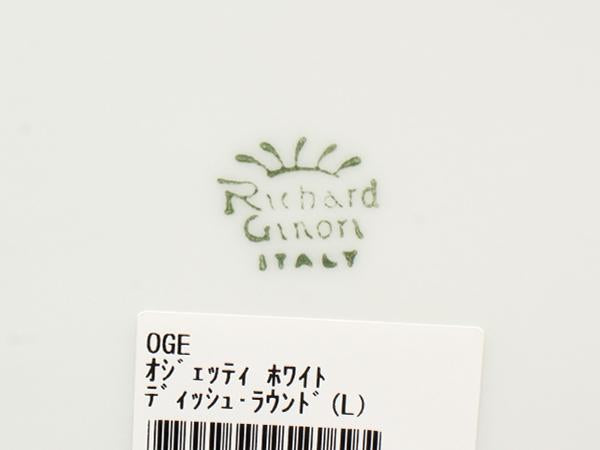 Richard
Ginori
ITALY
OGE
ｵｼﾞｪｯﾃｨ ﾎﾜｲﾄ
ﾃﾞｨｯｼｭ-ﾗｳﾝﾄﾞ(L)